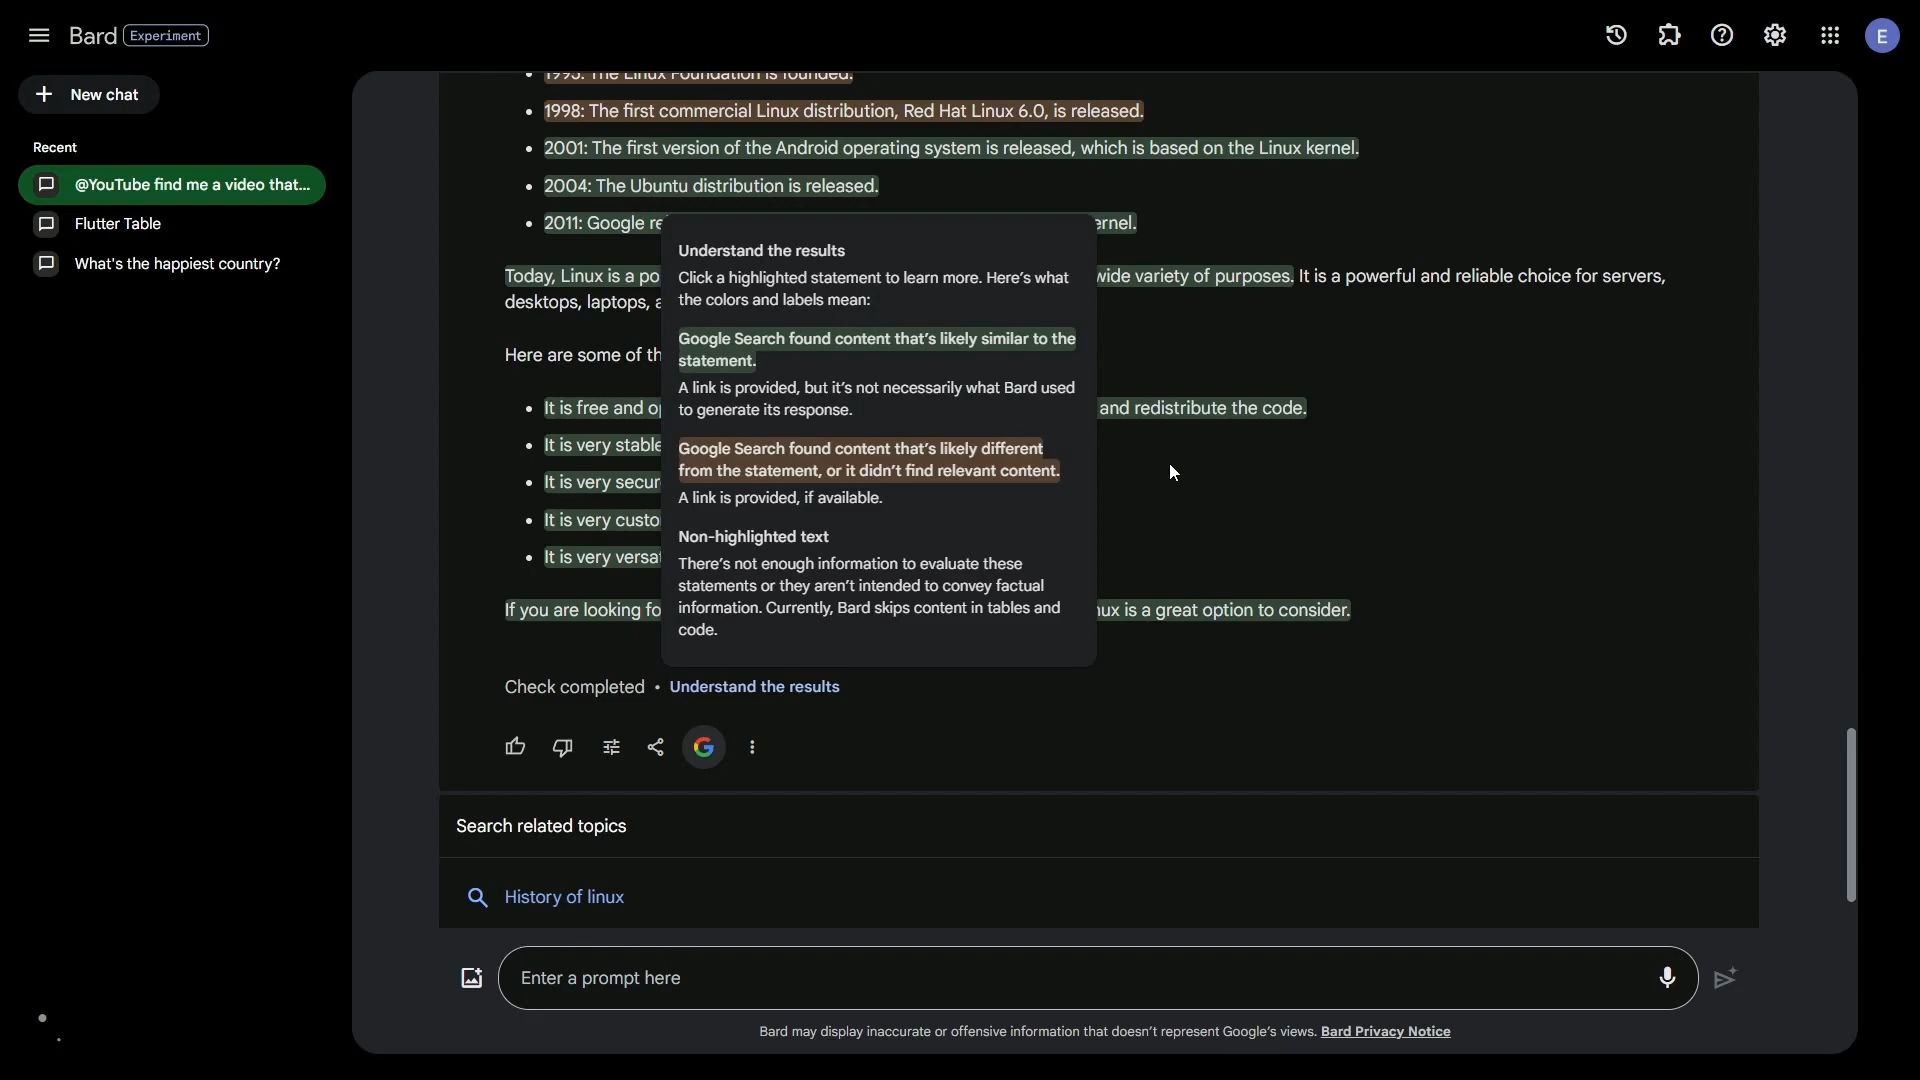 Bard Experiment
E
New chat
Recent
@YouTube find me a video that...
Flutter Table
What's the happiest country?
1995: The Linux Foundation is founded.
1998: The first commercial Linux distribution, Red Hat Linux 6.0, is released.
2001: The first version of the Android operating system is released, which is based on the Linux kernel.
2004: The Ubuntu distribution is released.
2011: Google
Today, Linux is a wide variety of purposes. It is a powerful and reliable choice for servers,
desktops, laptops,
Here are some of
It is free and and redistribute the code.
It is very stable
It is very
It is very
It is very
If you are looking is a great option to consider.
Understand the results
Click a highlighted statement to learn more. Here's what
the colors and labels mean:
Google Search found content that's likely similar to the
statement.
A link is provided, but it's not necessarily what Bard used
to generate its response.
Google Search found content that's likely different
from the statement, or it didn't find relevant content.
A link is provided, if available.
Non-highlighted text
There's not enough information to evaluate these
statements or they aren't intended to convey factual
information. Currently, Bard skips content in tables and
code.
Check completed • Understand the results
Search related topics
History of linux
Enter a prompt here
Bard may display inaccurate or offensive information that doesn't represent Google's views. Bard Privacy Notice